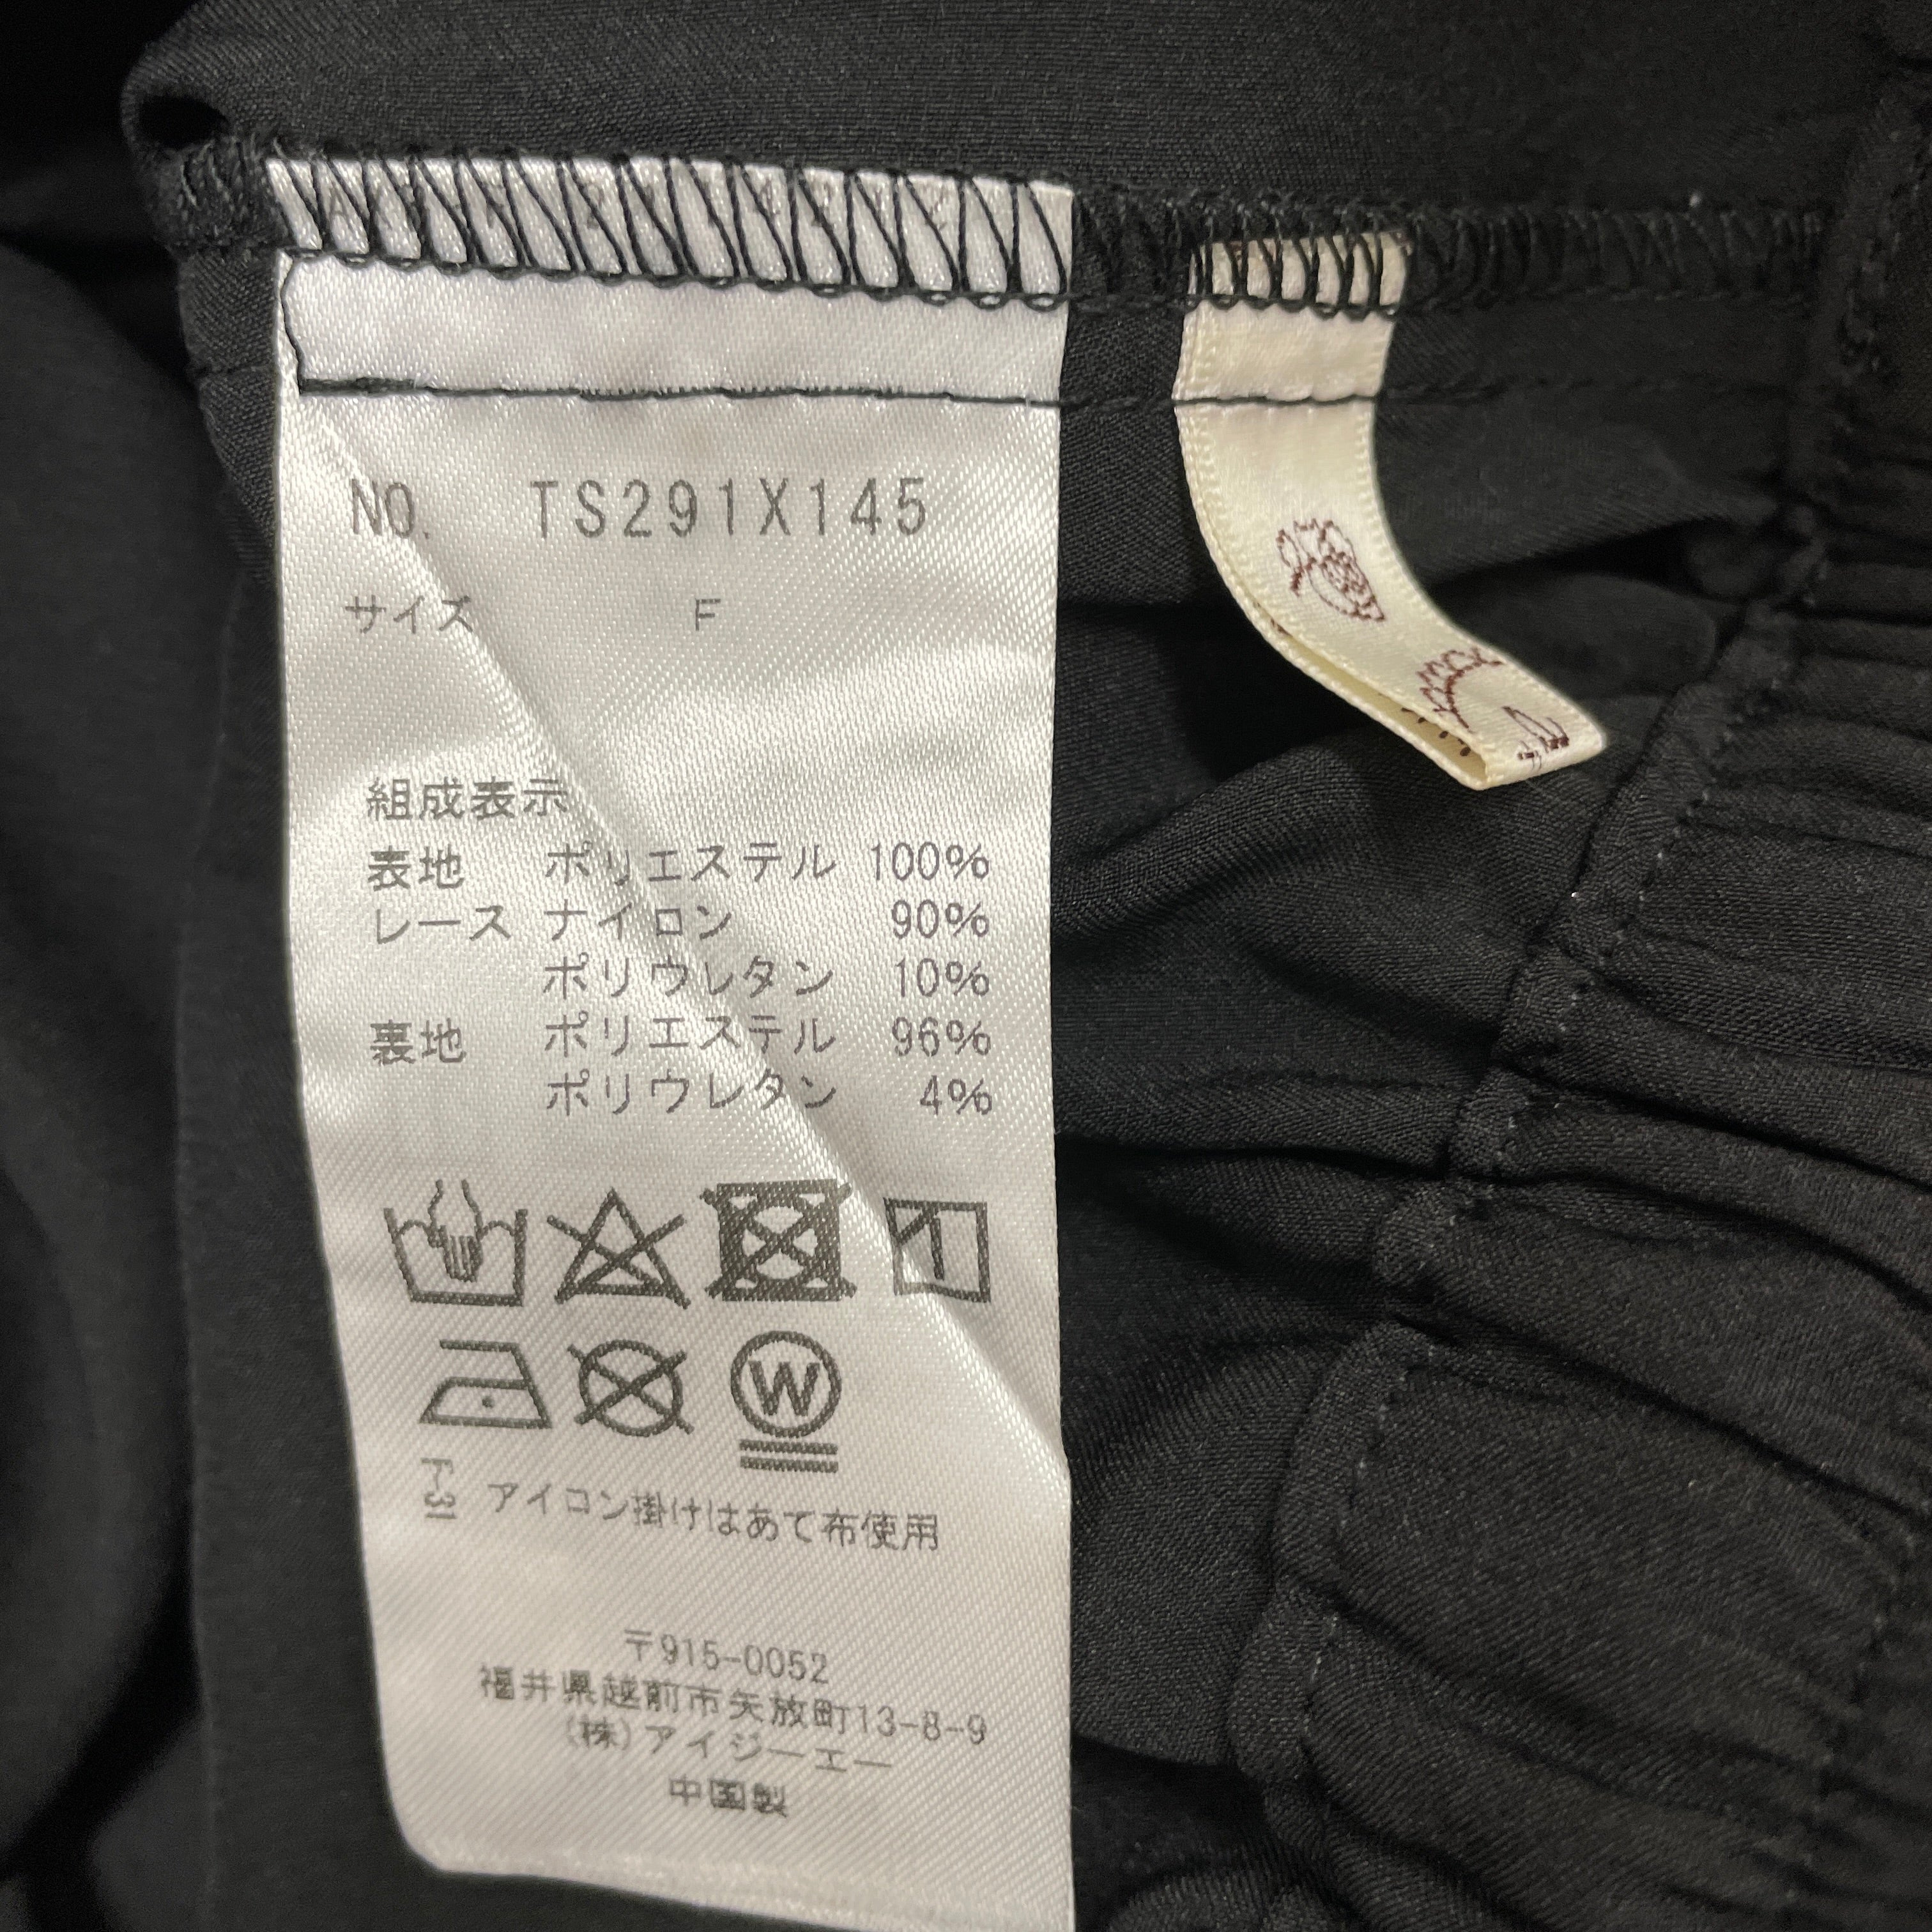 NO. TS291X145
サイズ F
組成表示
表地 ポリエステル 100%
レース ナイロン 90%
ポリウレタン 10%
裏地 ポリエステル 96%
ポリウレタン 4%
W
F-31 アイロン掛けはあて布使用
〒915-0052
福井県越前市矢放町13-8-9
(株)アイジーエー
中国製